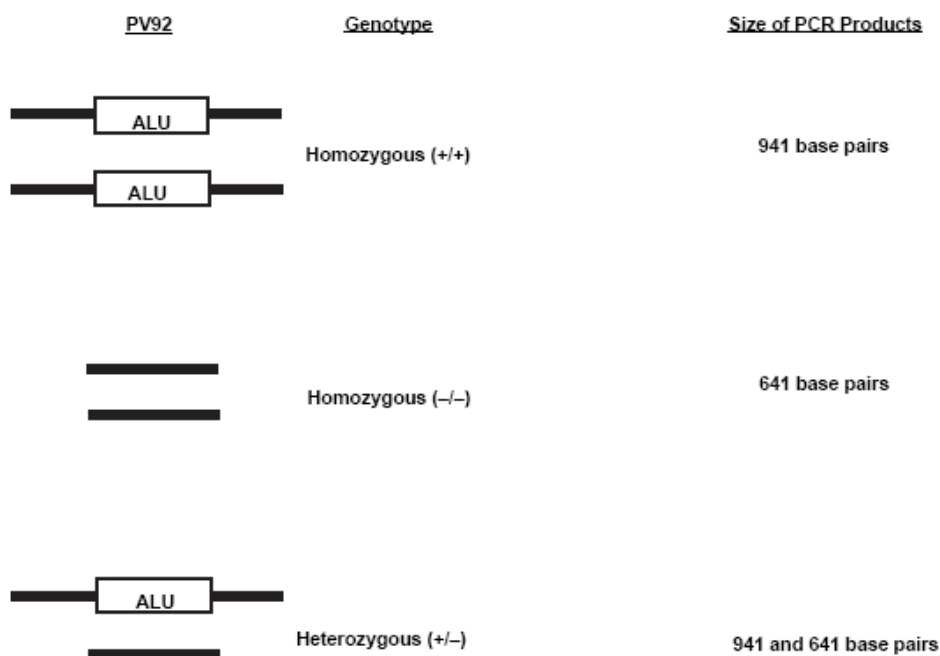 PV92 Genotype Size of PCR Products
ALU
Homozygous (+/+) 941 base pairs
ALU
Homozygous (–/–) 641 base pairs
ALU
Heterozygous (+/–) 941 and 641 base pairs